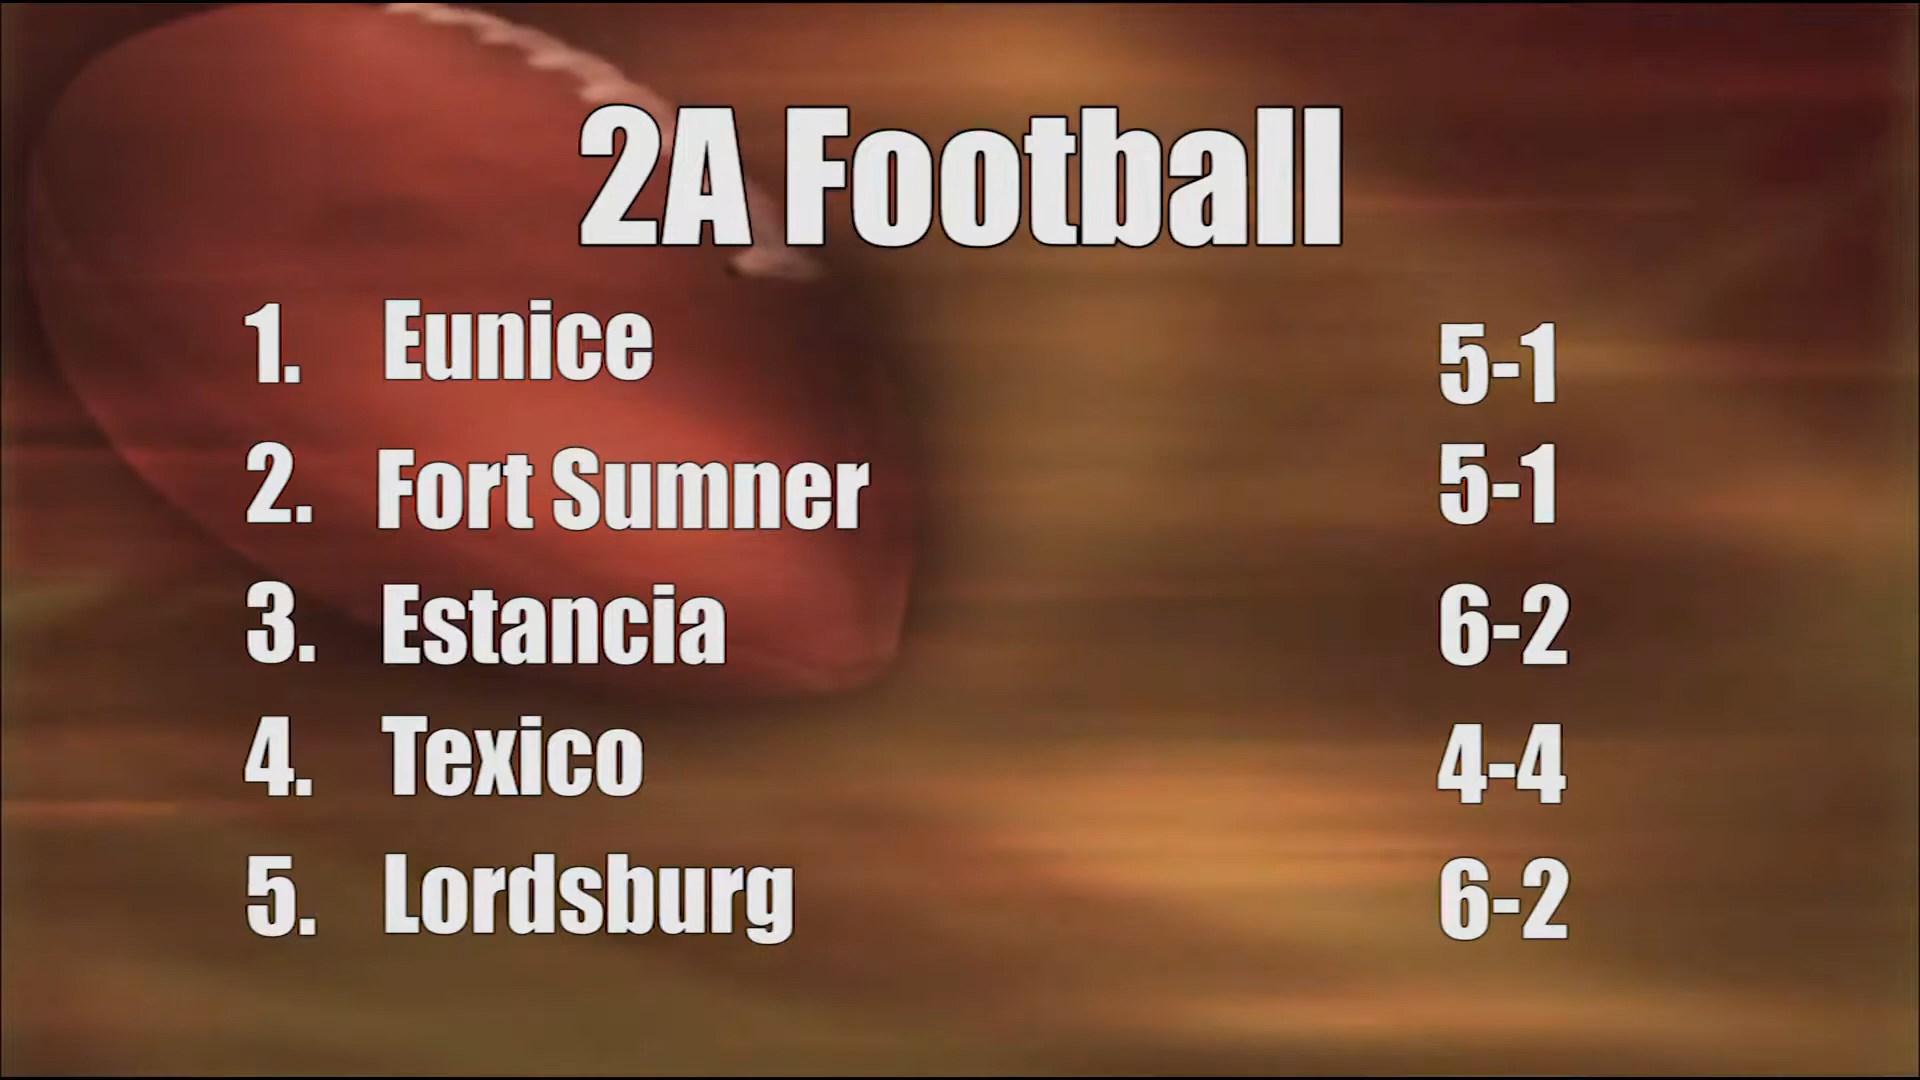 2A Football
1. Eunice 5-1
2. Fort Sumner 5-1
3. Estancia 6-2
4. Texico 4-4
5. Lordsburg 6-2